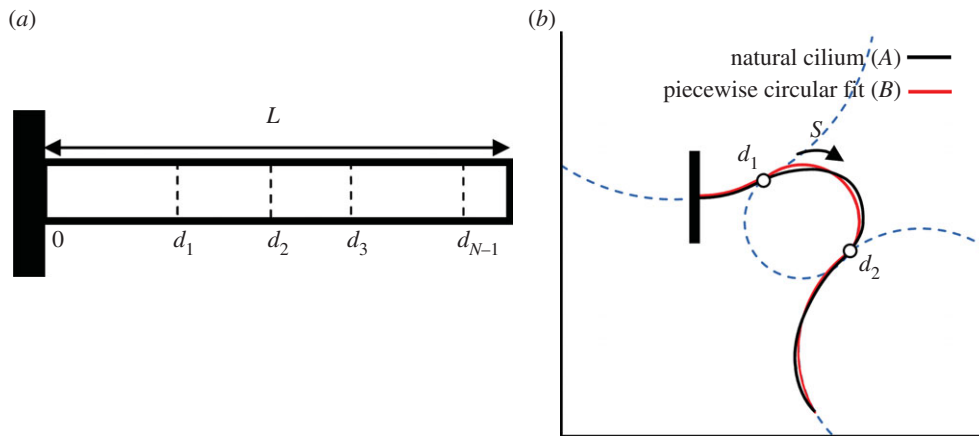 (a)
L
0 d1 d2 d3 dN–1
(b)
natural cilium (A)
piecewise circular fit (B)
S
d1
d2